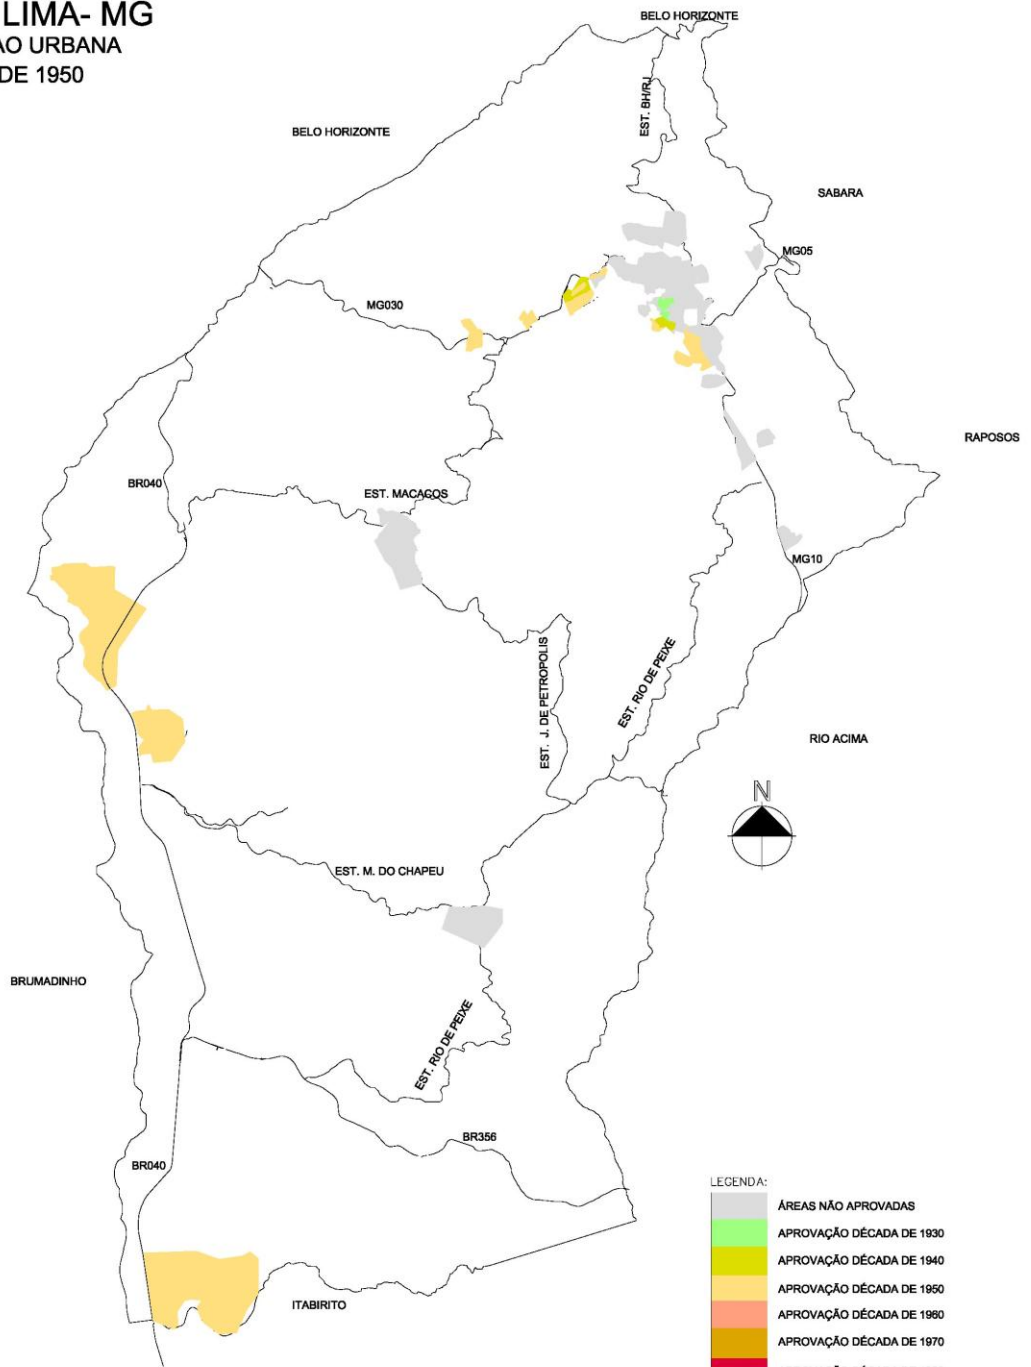 LIMA- MG
ÃO URBANA
DE 1950
BELO HORIZONTE
EST. BH/RJ
BELO HORIZONTE
SABARA
MG05
MG030
RAPOSOS
BR040
EST. MACACOS
MG10
EST. J. DE PETROPOLIS
EST. RIO DE PEIXE
RIO ACIMA
N
EST. M. DO CHAPEU
BRUMADINHO
EST. RIO DE PEIXE
BR356
BR040
ITABIRITO
LEGENDA:
ÁREAS NÃO APROVADAS
APROVAÇÃO DÉCADA DE 1930
APROVAÇÃO DÉCADA DE 1940
APROVAÇÃO DÉCADA DE 1950
APROVAÇÃO DÉCADA DE 1960
APROVAÇÃO DÉCADA DE 1970